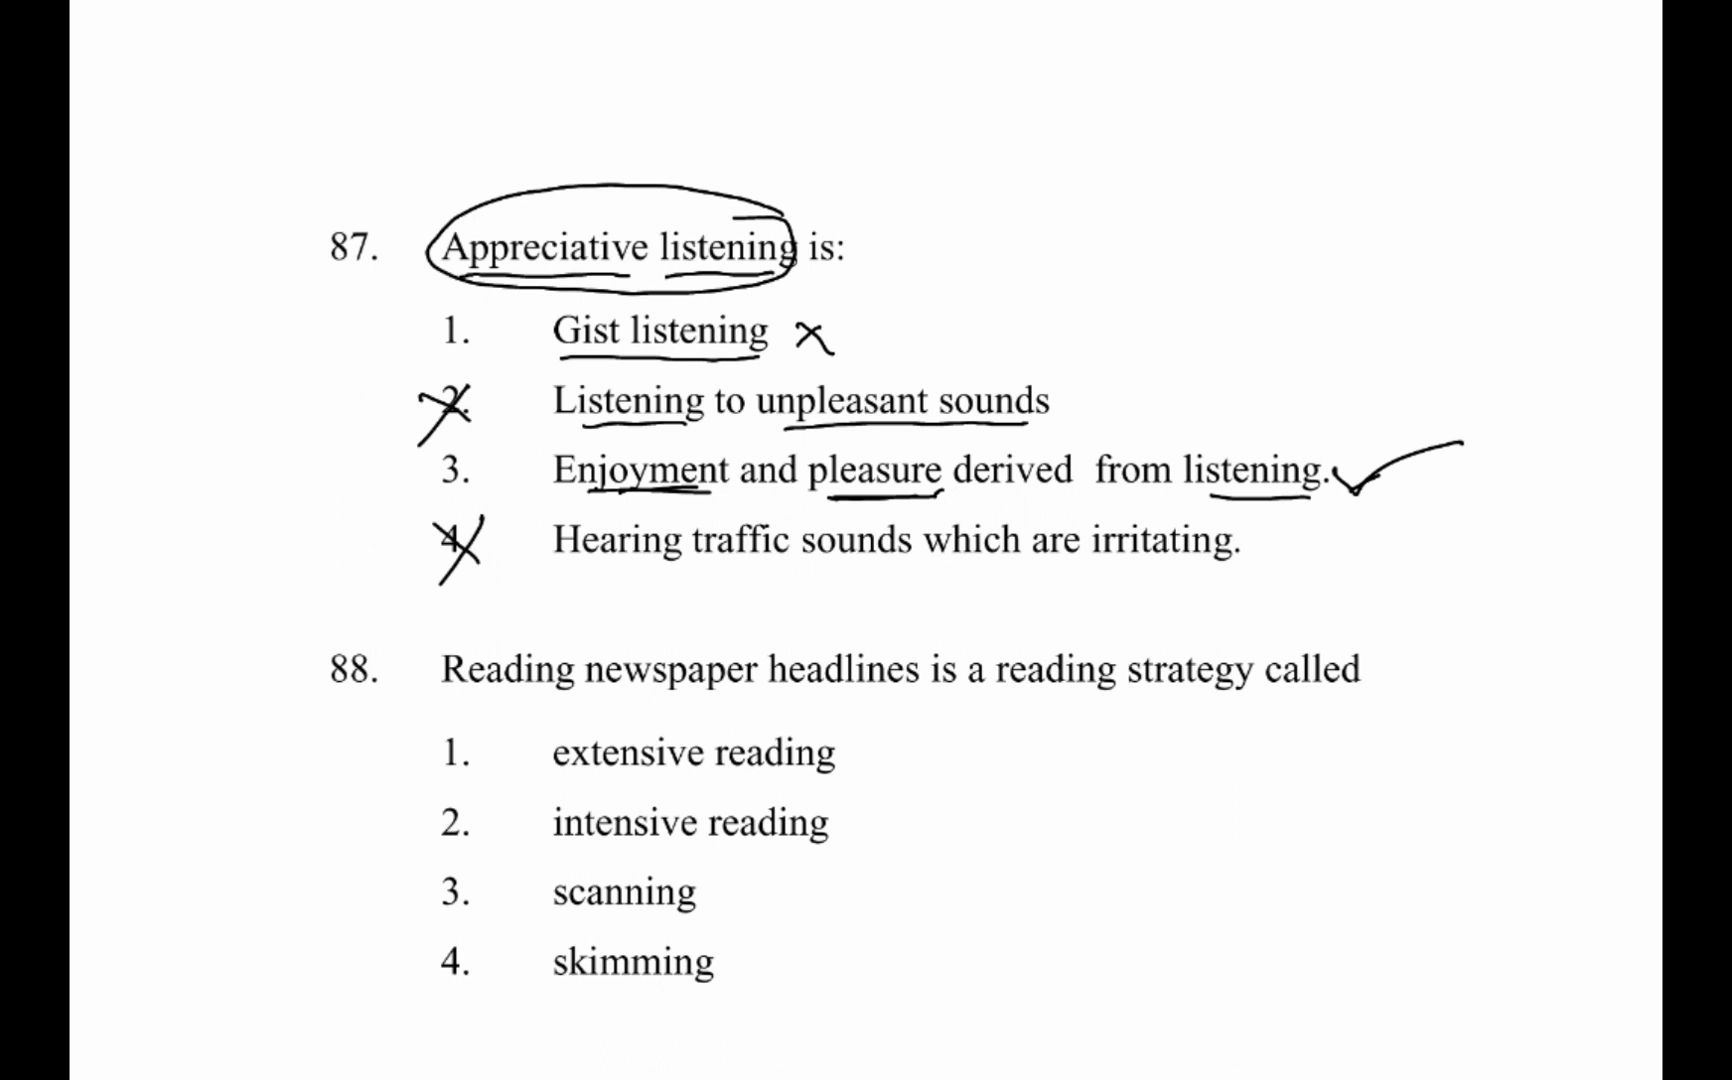 87. Appreciative listening is:
1. Gist listening
2. Listening to unpleasant sounds
3. Enjoyment and pleasure derived from listening.
4. Hearing traffic sounds which are irritating.
88. Reading newspaper headlines is a reading strategy called
1. extensive reading
2. intensive reading
3. scanning
4. skimming